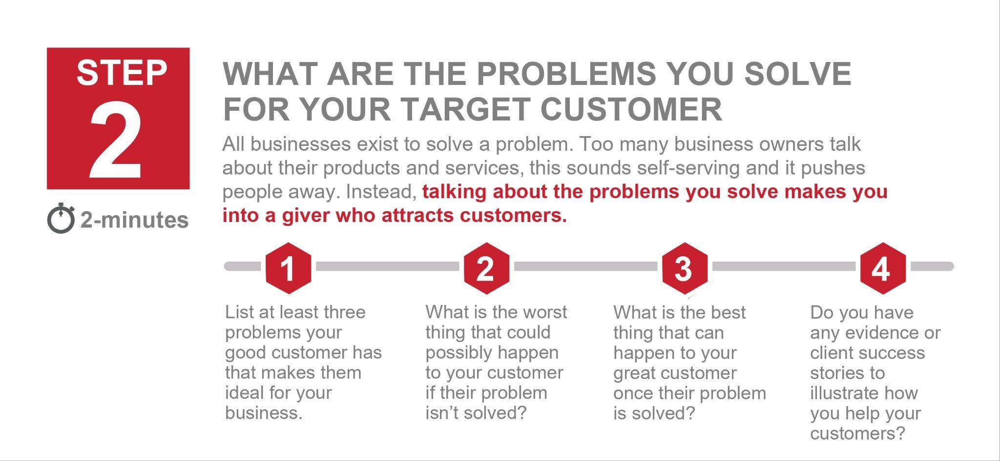 STEP
2
2-minutes
WHAT ARE THE PROBLEMS YOU SOLVE
FOR YOUR TARGET CUSTOMER
All businesses exist to solve a problem. Too many business owners talk
about their products and services, this sounds self-serving and it pushes
people away. Instead, talking about the problems you solve makes you
into a giver who attracts customers.
1
List at least three
problems your
good customer has
that makes them
ideal for your
business.
2
What is the worst
thing that could
possibly happen
to your customer
if their problem
isn’t solved?
3
What is the best
thing that can
happen to your
great customer
once their problem
is solved?
4
Do you have
any evidence or
client success
stories to
illustrate how
you help your
customers?